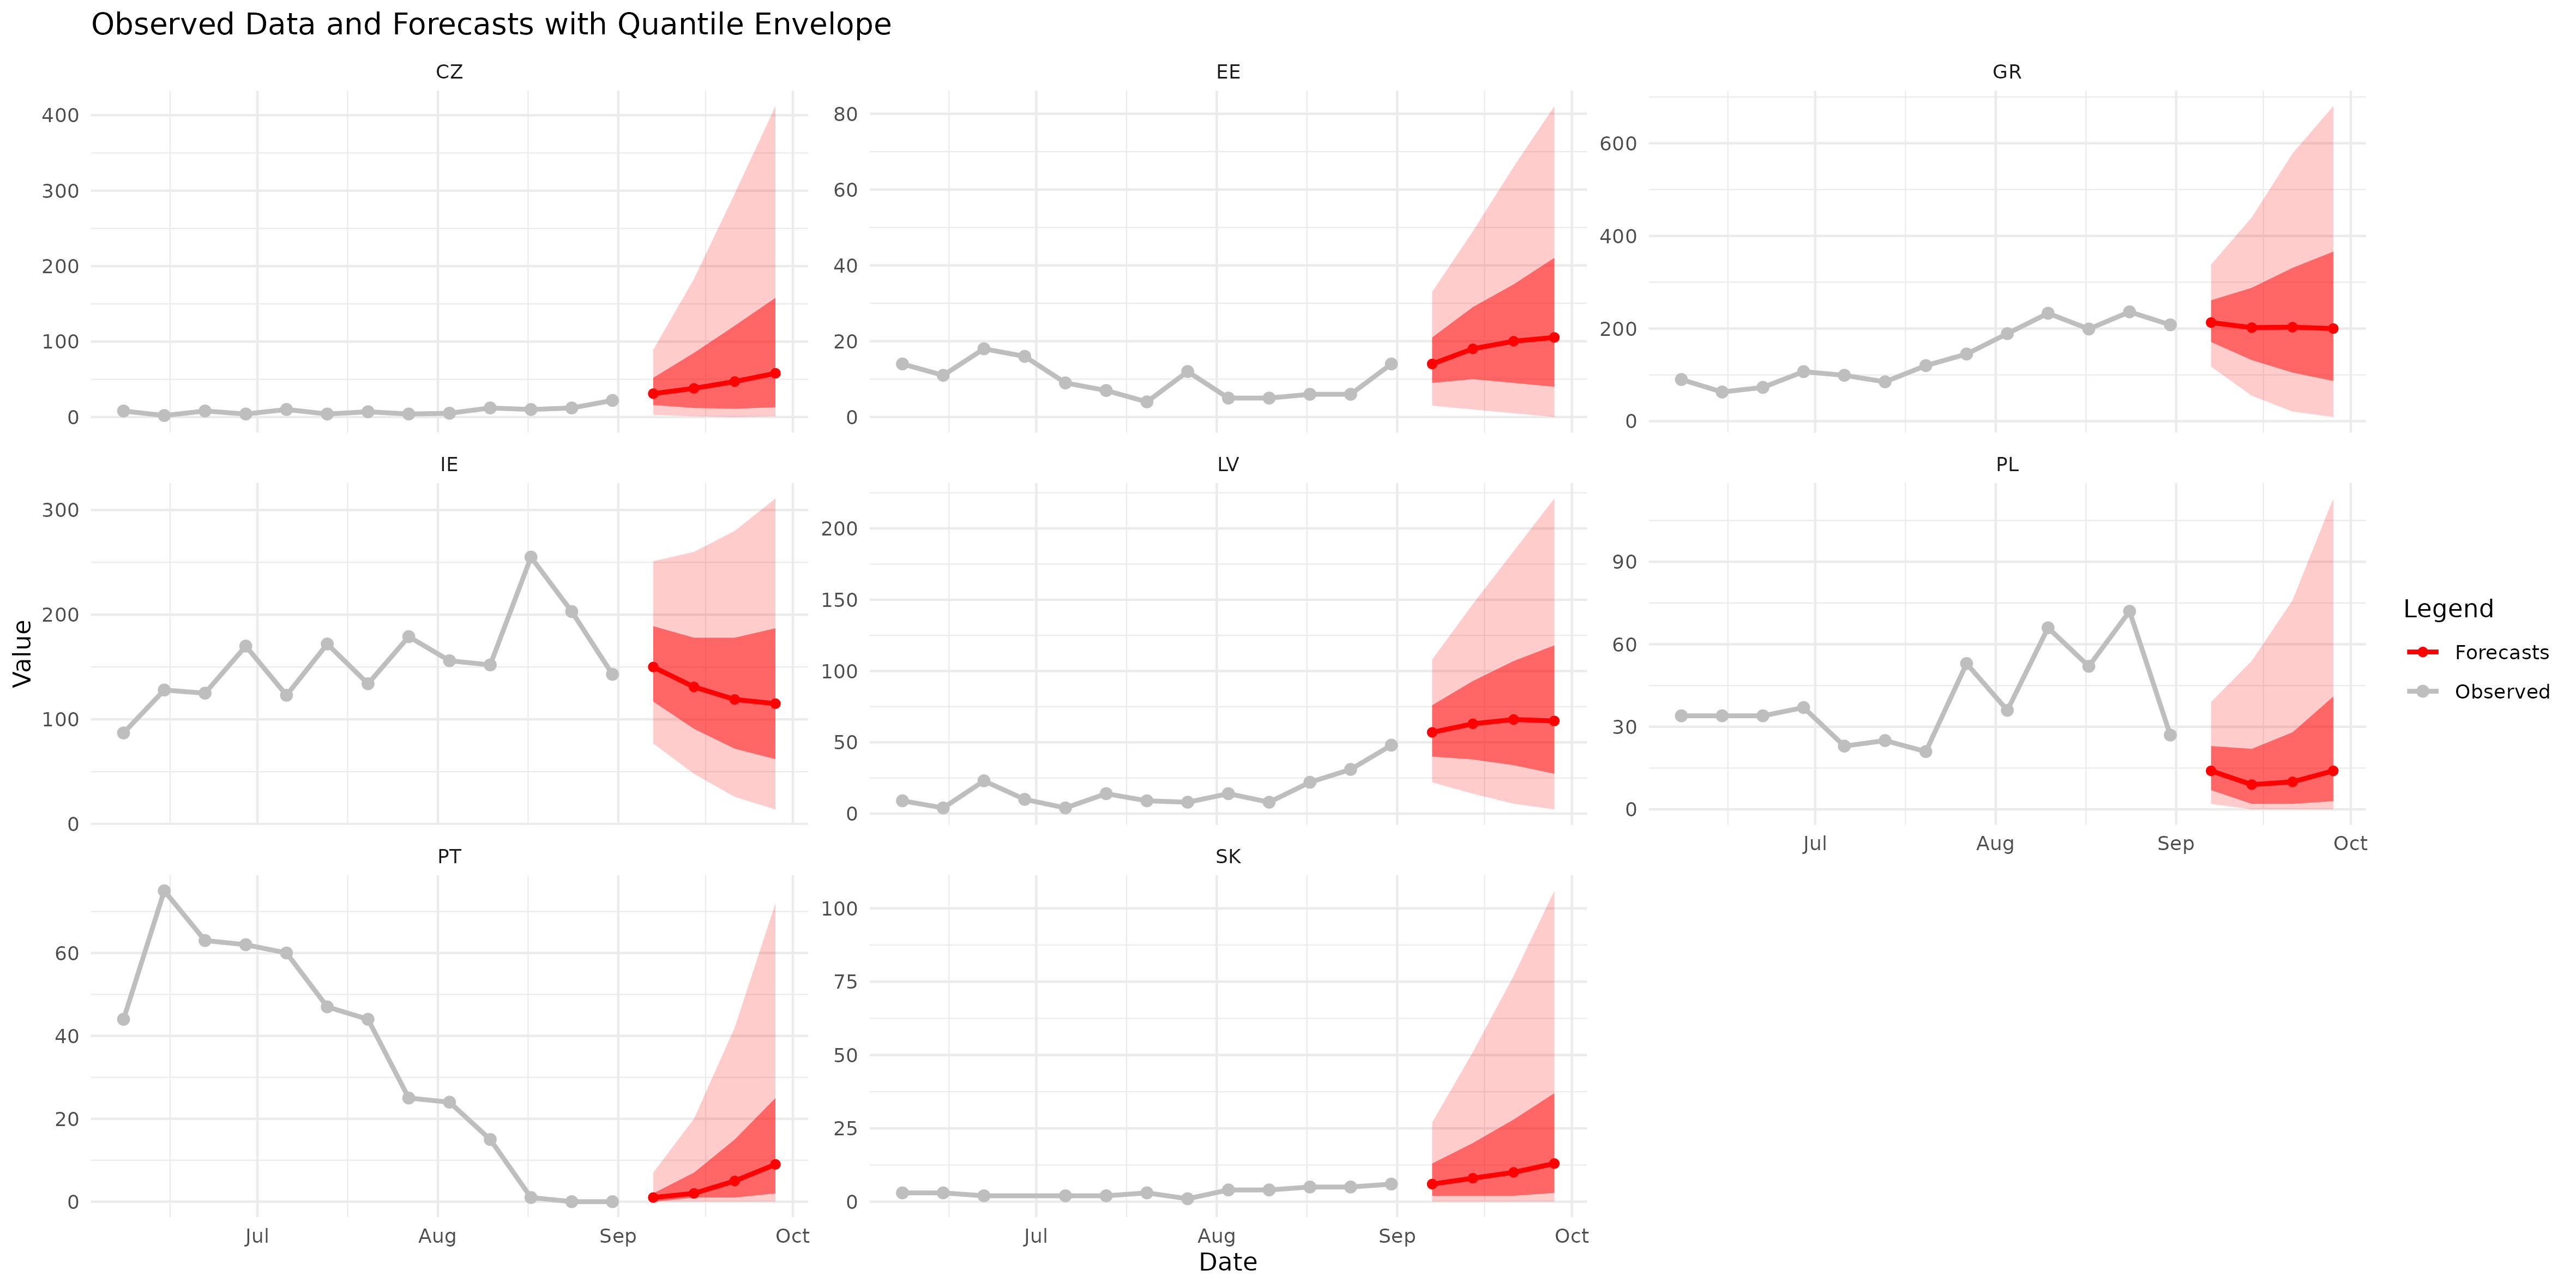 Observed Data and Forecasts with Quantile Envelope
CZ
EE
GR
400
300
200
100
0
80
60
40
20
0
600
400
200
0
IE
LV
PL
300
200
100
0
200
150
100
50
0
90
60
30
0
Jul Aug Sep Oct
PT
SK
60
40
20
0
100
75
50
25
0
Jul Aug Sep Oct
Jul Aug Sep Oct
Value
Date
Legend
Forecasts
Observed